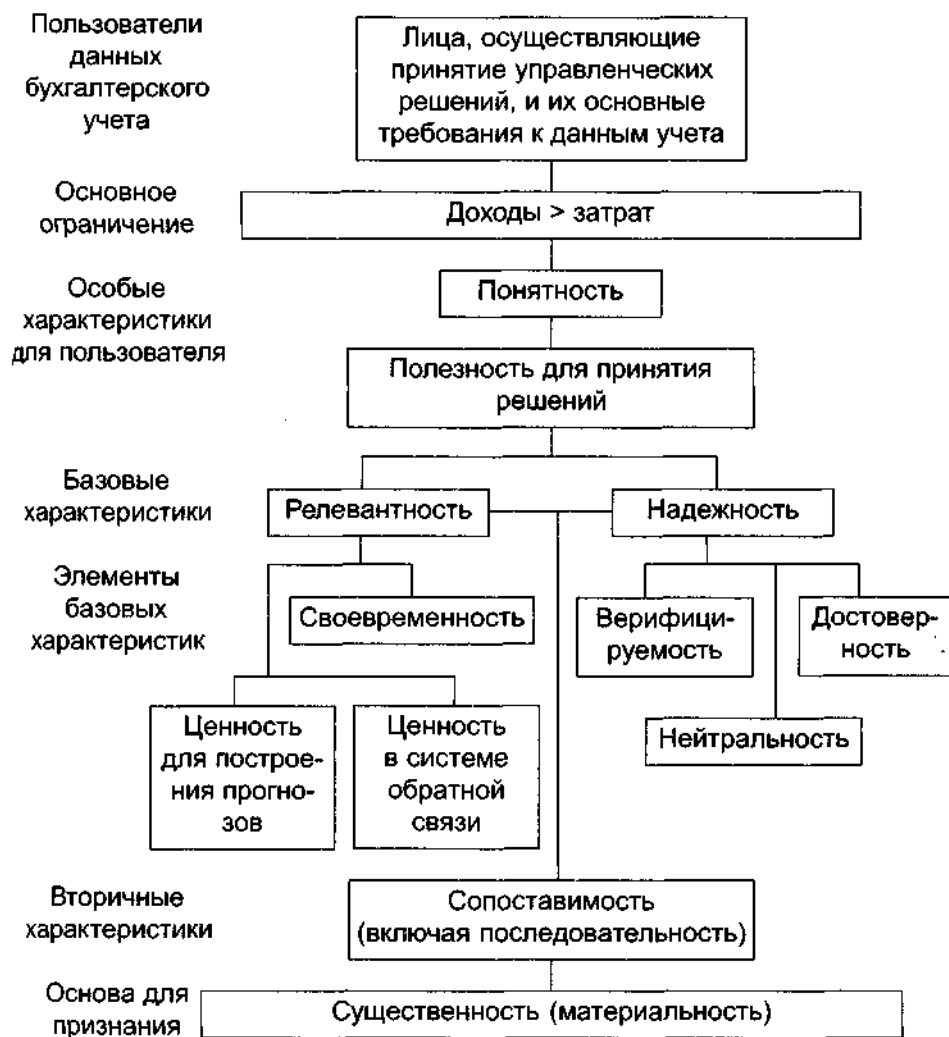 Пользователи
данных
бухгалтерского
учета
Лица, осуществляющие
принятие управленческих
решений, и их основные
требования к данным учета
Основное
ограничение
Доходы > затрат
Особые
характеристики
для пользователя
Понятность
Полезность для принятия
решений
Базовые
характеристики
Релевантность
Надежность
Элементы
базовых
характеристик
Своевременность
Верифици-
руемость
Достовер-
ность
Ценность
для построе-
ния прогно-
зов
Ценность
в системе
обратной
связи
Нейтральность
Вторичные
характеристики
Сопоставимость
(включая последовательность)
Основа для
признания
Существенность (материальность)